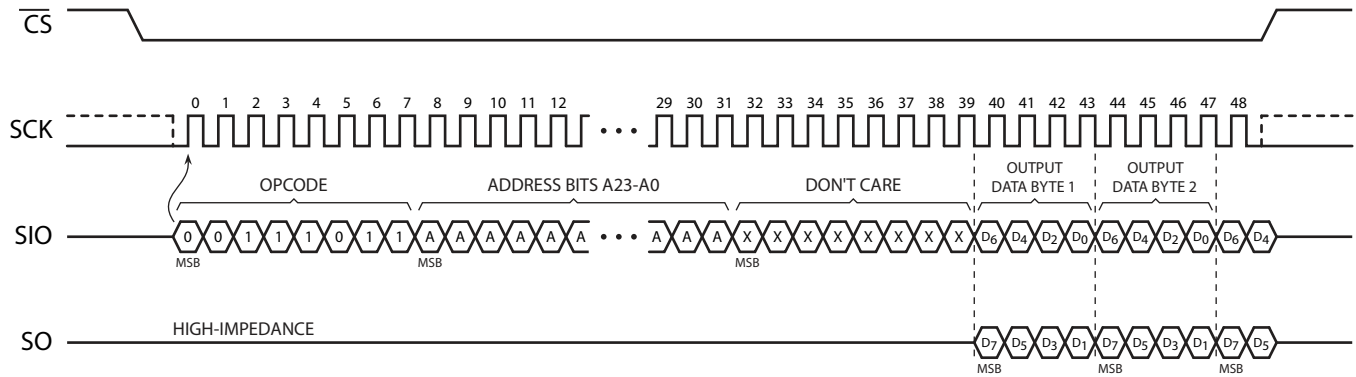 CS
0 1 2 3 4 5 6 7 8 9 10 11 12 29 30 31 32 33 34 35 36 37 38 39 40 41 42 43 44 45 46 47 48
SCK • • •
OPCODE ADDRESS BITS A23-A0 DON'T CARE OUTPUT DATA BYTE 1 OUTPUT DATA BYTE 2
SIO 0 0 1 1 1 0 1 1 A A A A A A • • • A A A X X X X X X X X D6 D4 D2 D0 D6 D4 D2 D0 D6 D4
MSB MSB MSB
HIGH-IMPEDANCE
SO D7 D5 D3 D1 D7 D5 D3 D1 D7 D5
MSB MSB MSB